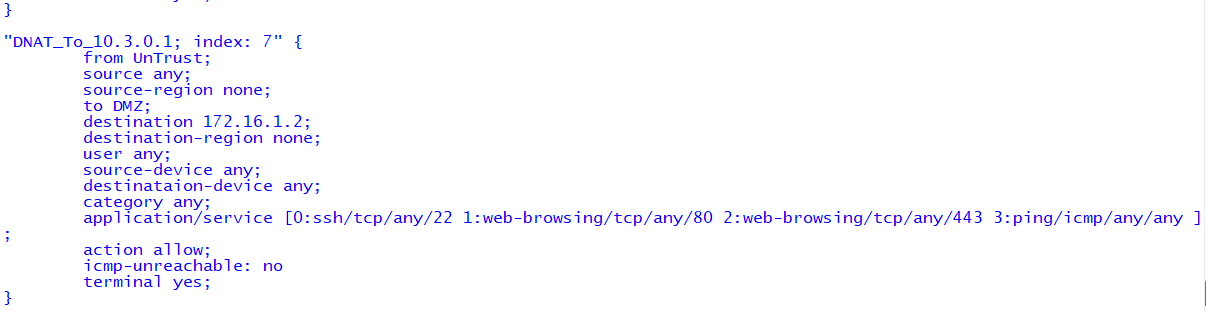 }
"DNAT_To_10.3.0.1; index: 7" {
        from UnTrust;
        source any;
        source-region none;
        to DMZ;
        destination 172.16.1.2;
        destination-region none;
        user any;
        source-device any;
        destinataion-device any;
        category any;
        application/service [0:ssh/tcp/any/22 1:web-browsing/tcp/any/80 2:web-browsing/tcp/any/443 3:ping/icmp/any/any ]
;
        action allow;
        icmp-unreachable: no
        terminal yes;
}